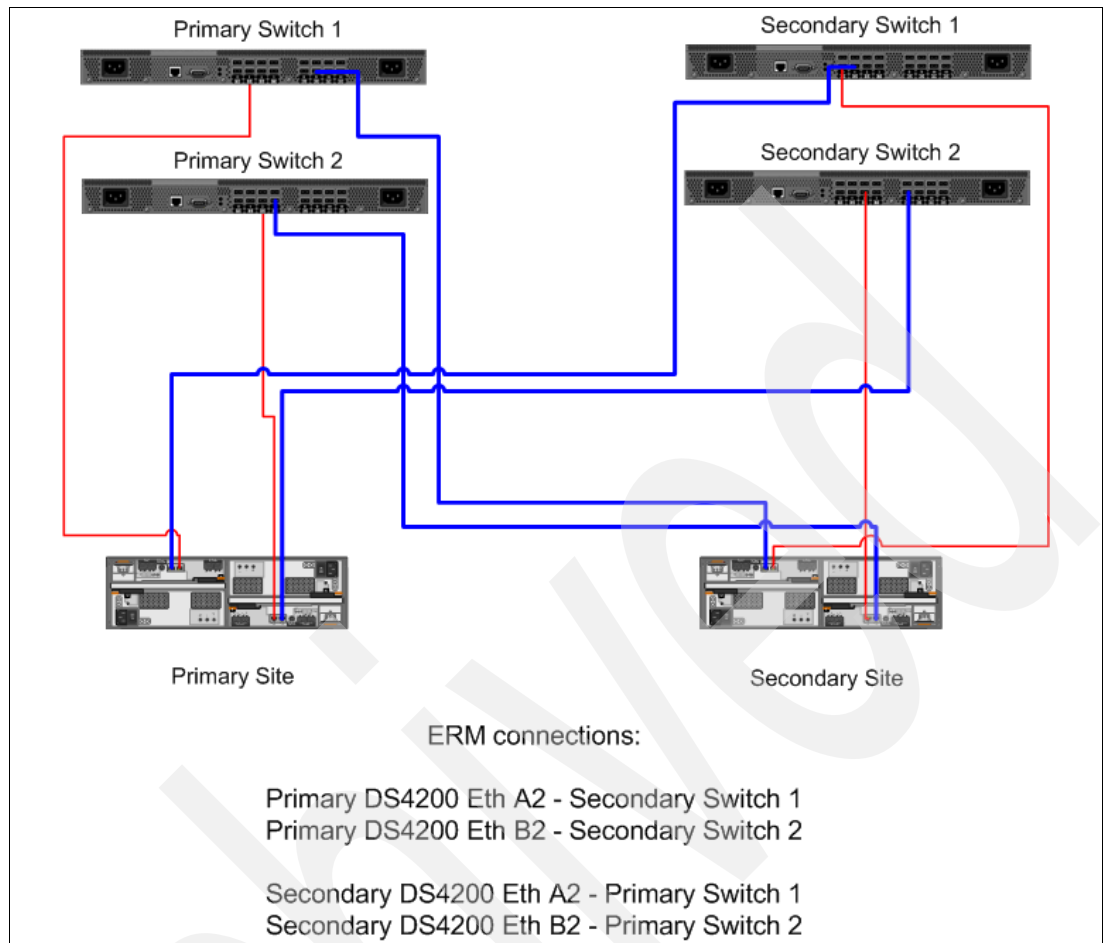 Primary Switch 1
Secondary Switch 1
Primary Switch 2
Secondary Switch 2
Primary Site
Secondary Site
ERM connections:
Primary DS4200 Eth A2 - Secondary Switch 1
Primary DS4200 Eth B2 - Secondary Switch 2
Secondary DS4200 Eth A2 - Primary Switch 1
Secondary DS4200 Eth B2 - Primary Switch 2